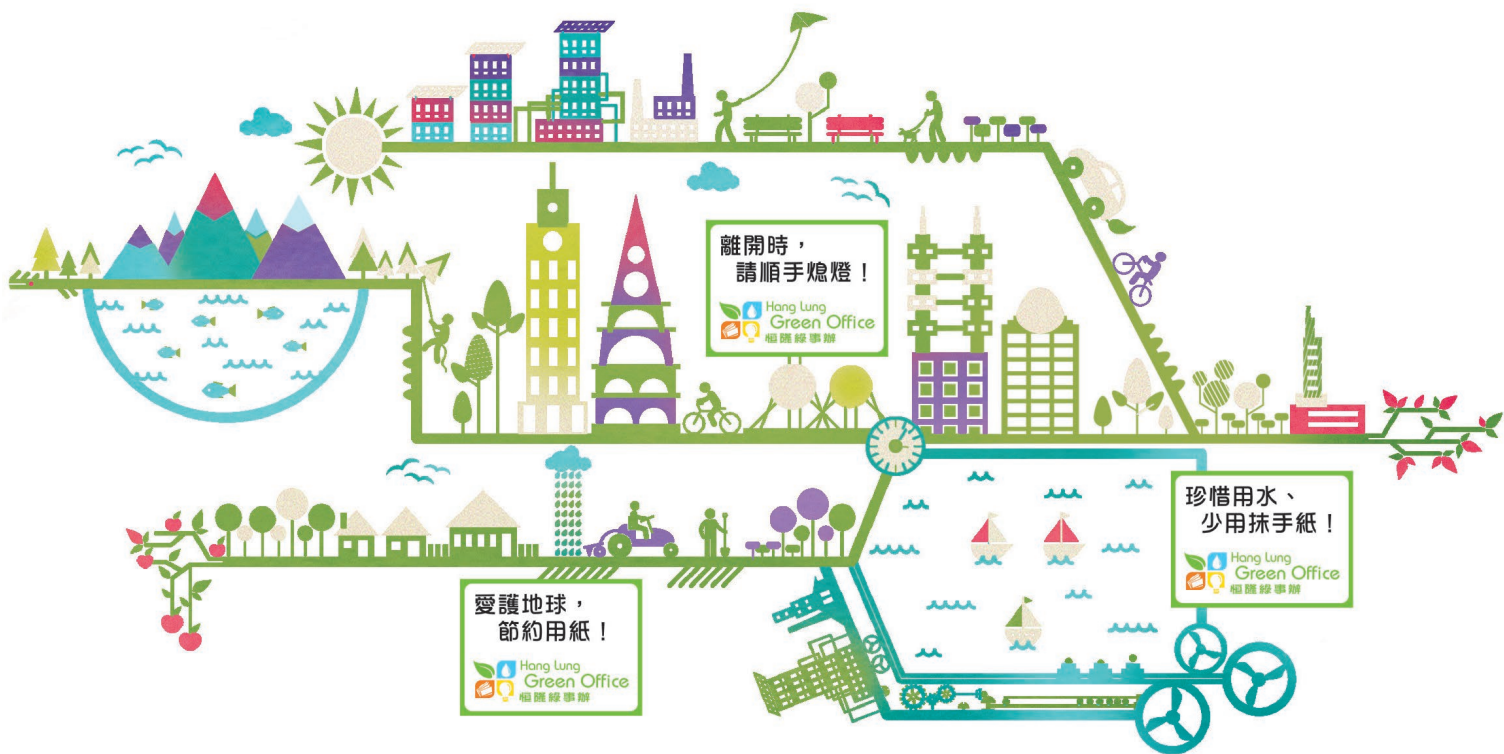 離開時，
請順手熄燈！
Hang Lung
Green Office
恒隆綠事辦
珍惜用水、
少用抹手紙！
Hang Lung
Green Office
恒隆綠事辦
愛護地球，
節約用紙！
Hang Lung
Green Office
恒隆綠事辦